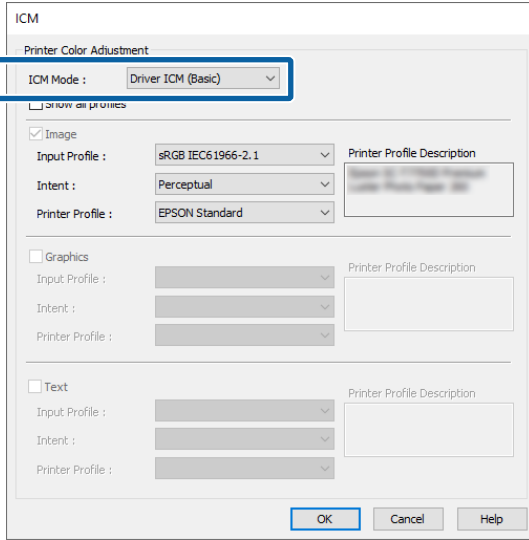 ICM
Printer Color Adjustment
ICM Mode : Driver ICM (Basic)
Show all profiles
Image
Input Profile : sRGB IEC61966-2.1 Printer Profile Description
Intent : Perceptual
Printer Profile : EPSON Standard
Graphics
Input Profile : Printer Profile Description
Intent :
Printer Profile :
Text
Input Profile : Printer Profile Description
Intent :
Printer Profile :
OK Cancel Help